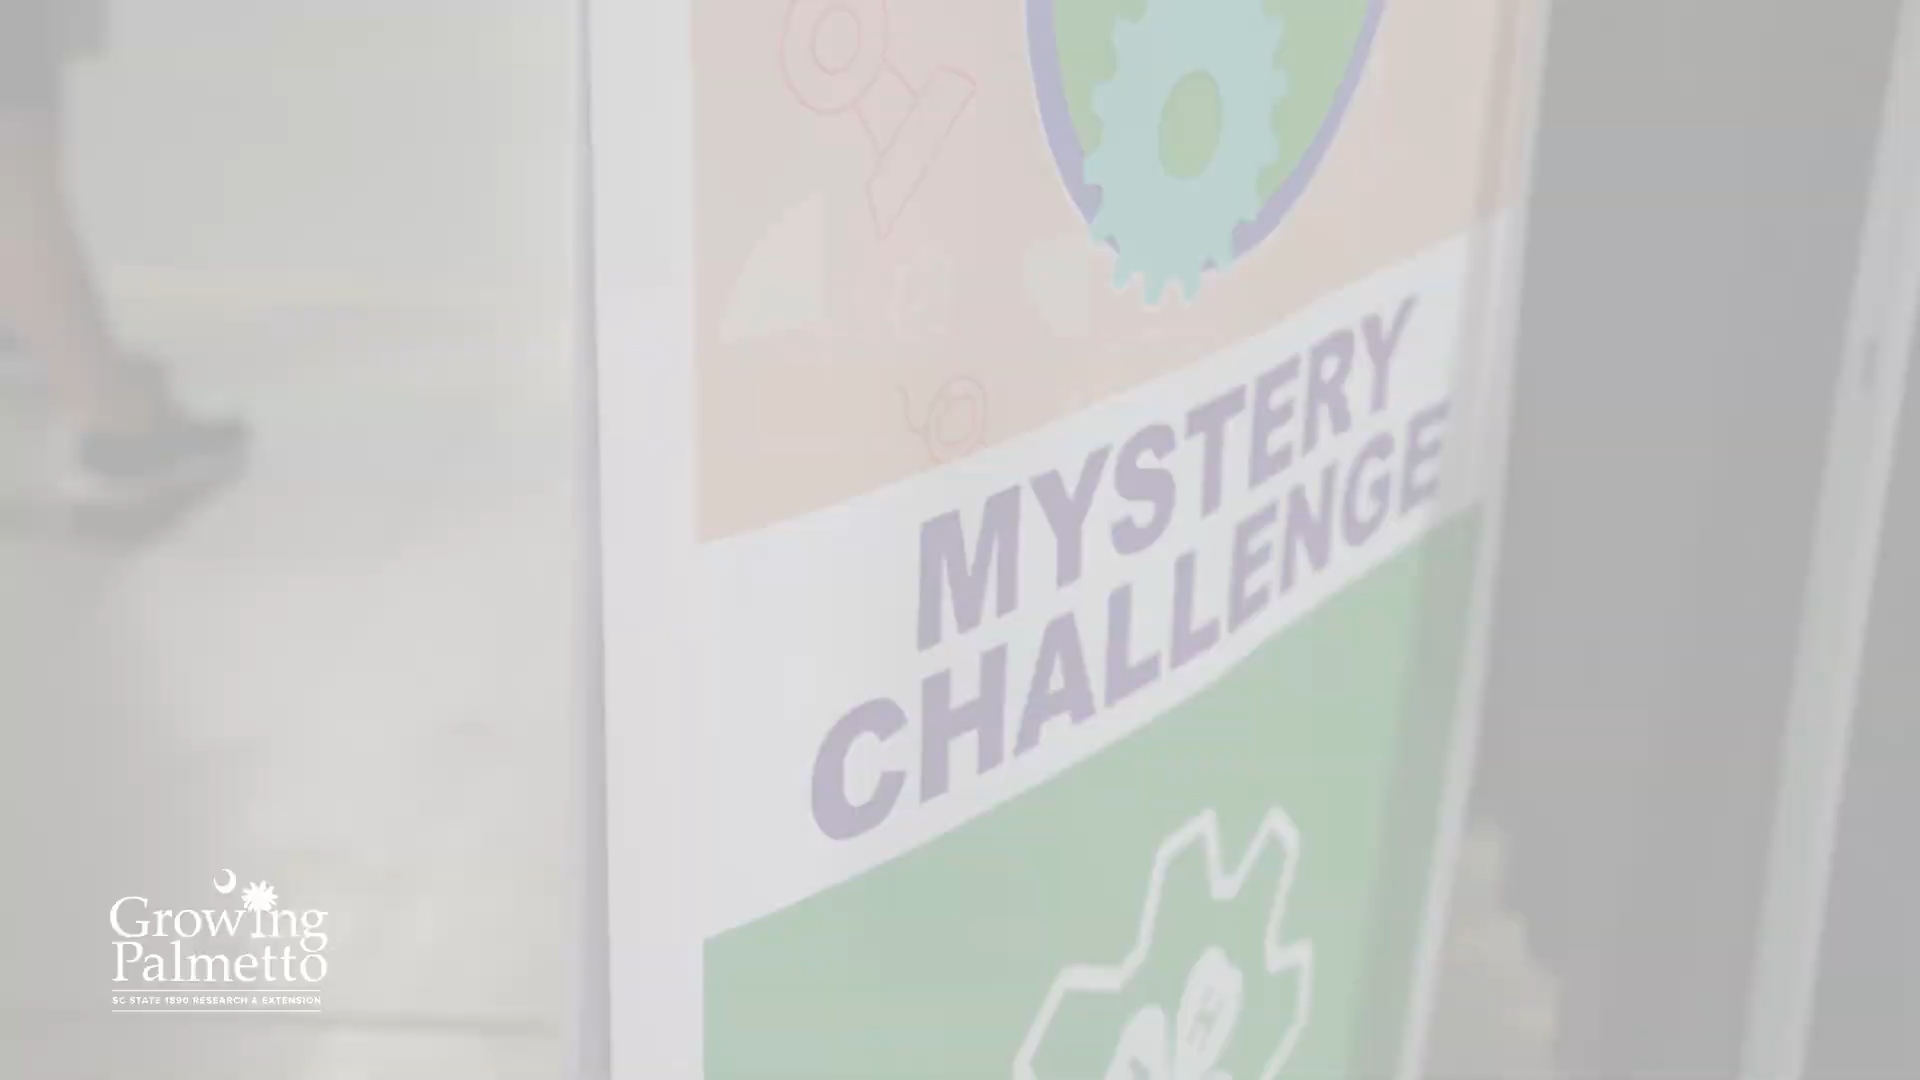 MYSTERY
CHALLENGE
H
Growing
Palmetto
SC STATE 1890 RESEARCH & EXTENSION